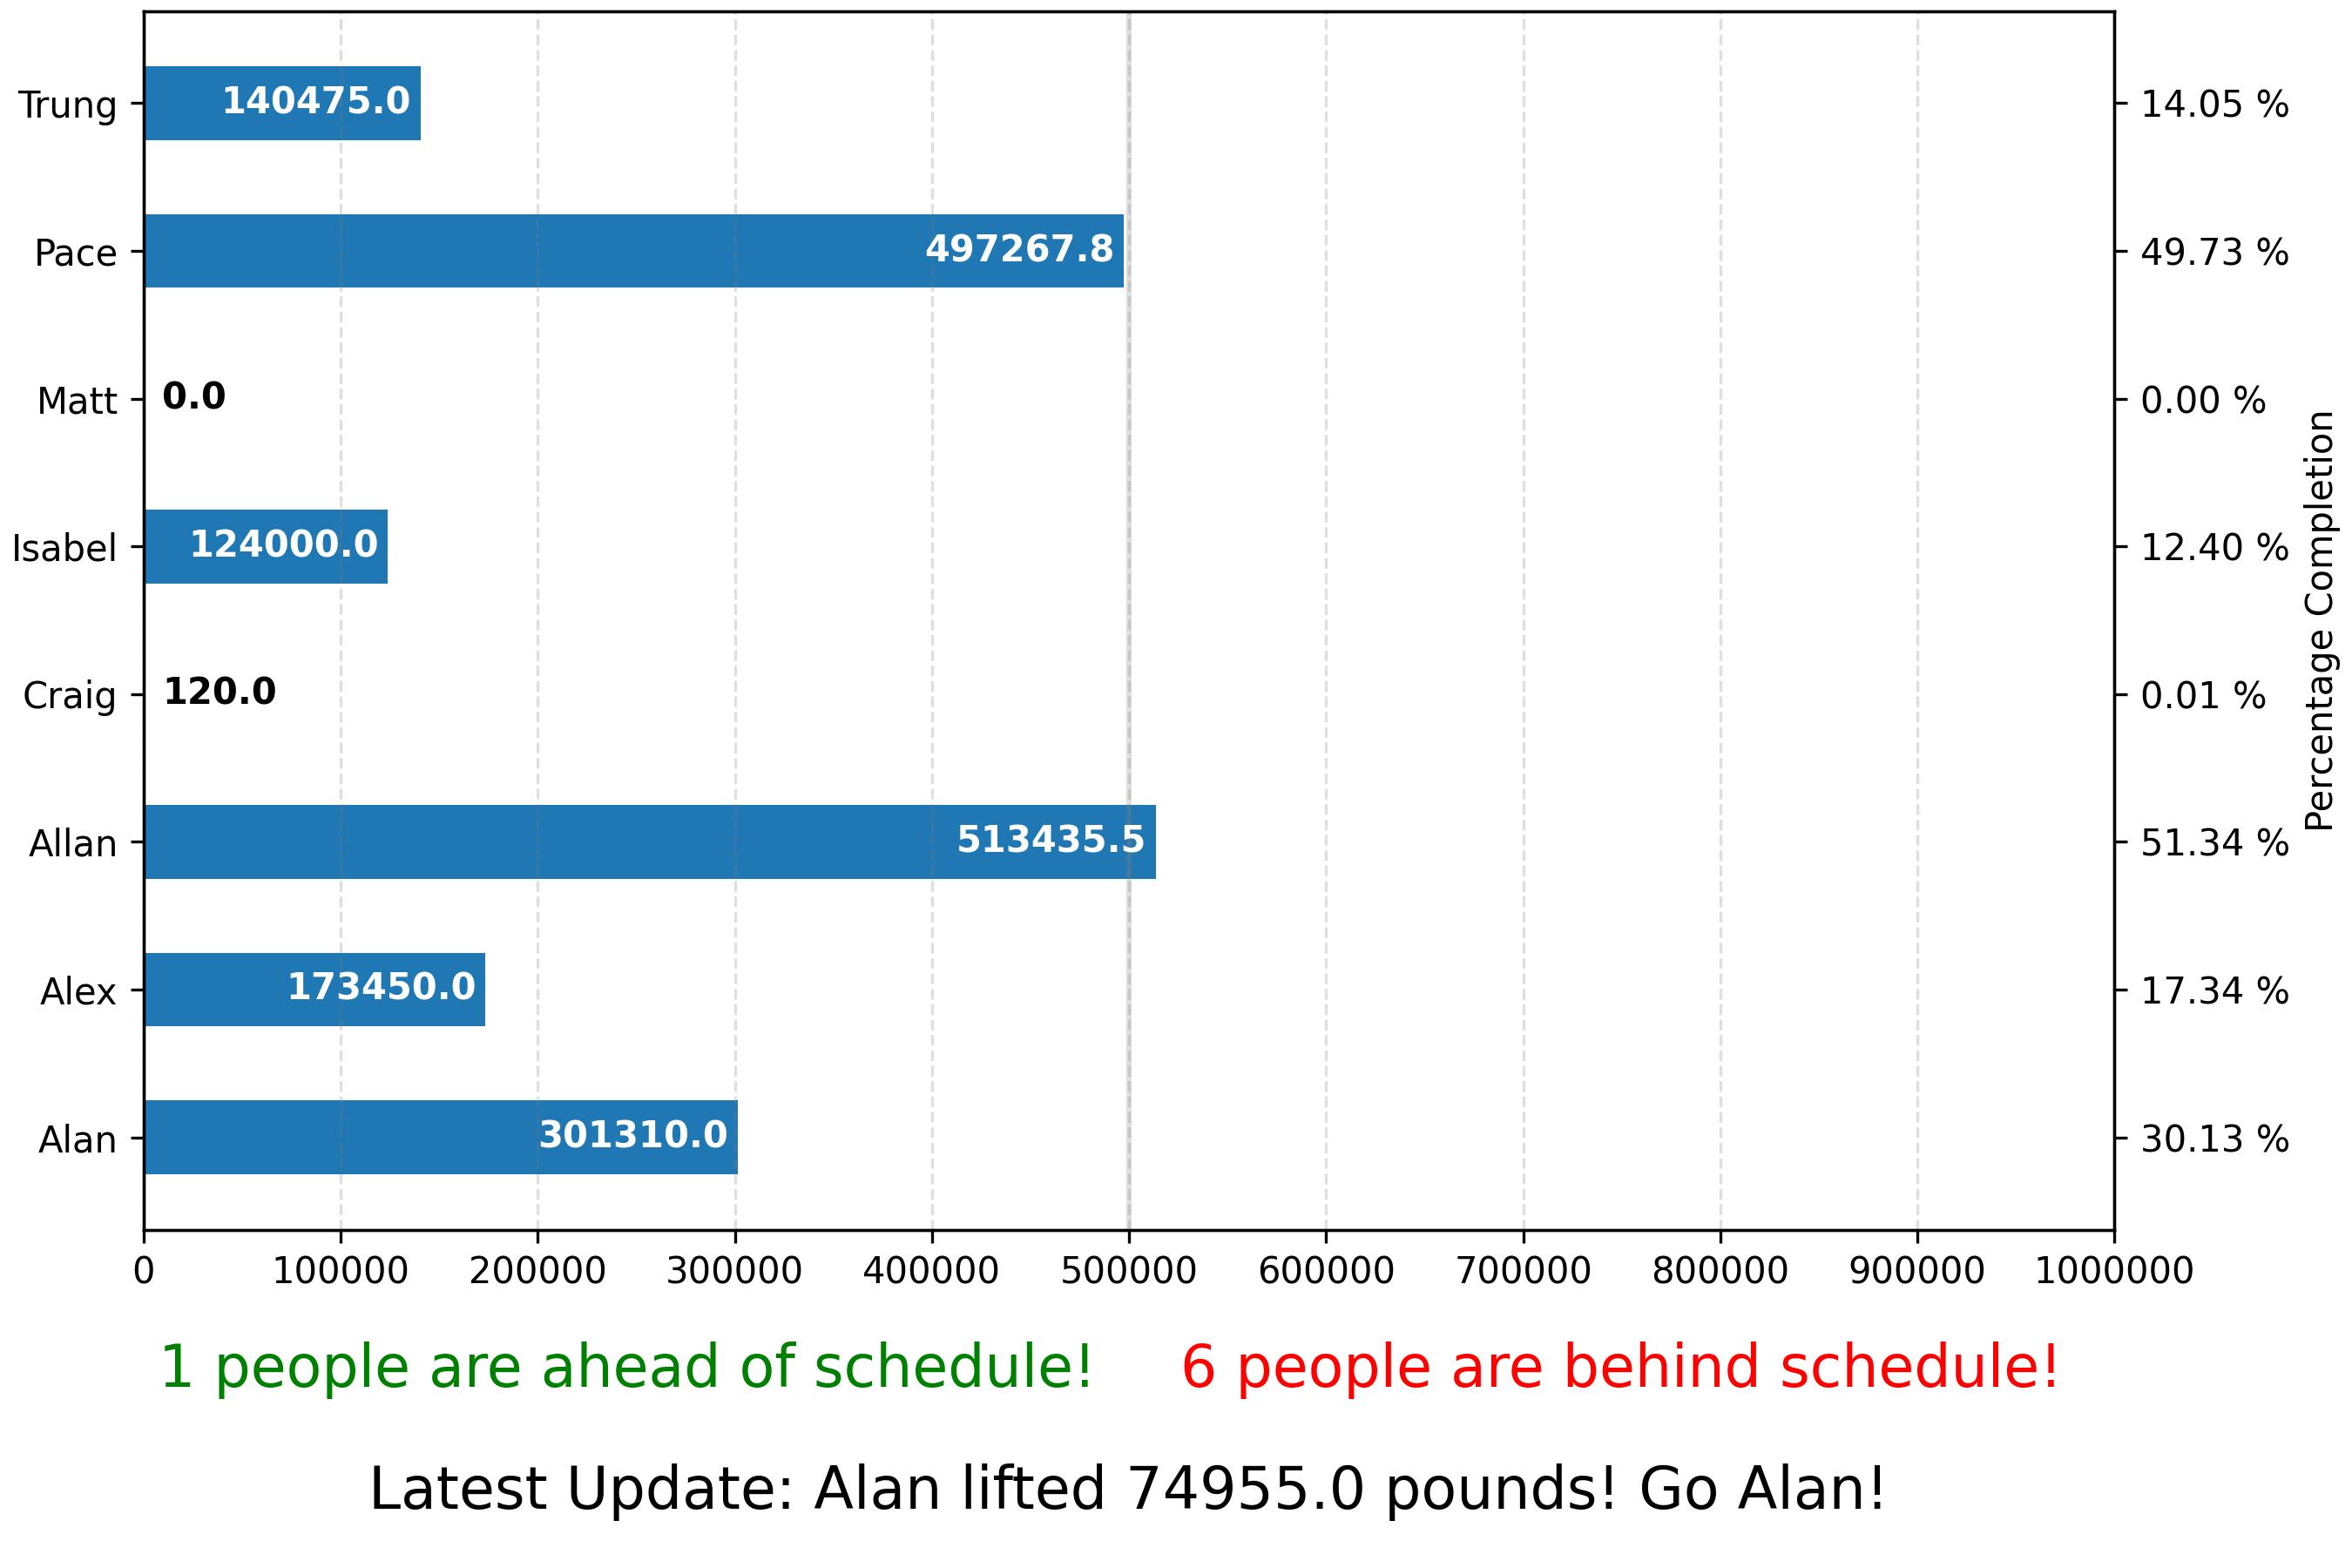 Trung 140475.0 14.05 %
Pace 497267.8 49.73 %
Matt 0.0 0.00 %
Isabel 124000.0 12.40 %
Craig 120.0 0.01 %
Allan 513435.5 51.34 %
Alex 173450.0 17.34 %
Alan 301310.0 30.13 %
Percentage Completion
0 100000 200000 300000 400000 500000 600000 700000 800000 900000 1000000
1 people are ahead of schedule! 6 people are behind schedule!
Latest Update: Alan lifted 74955.0 pounds! Go Alan!